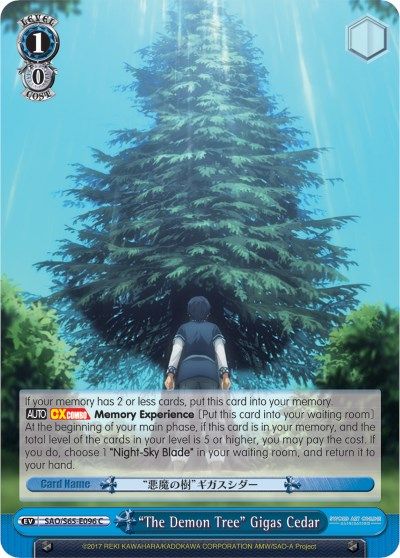 LEVEL
1
0
COST
If your memory has 2 or less cards, put this card into your memory.
AUTO CX COMBO Memory Experience [Put this card into your waiting room]
At the beginning of your main phase, if this card is in your memory, and the
total level of the cards in your level is 5 or higher, you may pay the cost. If
you do, choose 1 "Night-Sky Blade" in your waiting room, and return it to
your hand.
Card Name “悪魔の樹”ギガスシダー
EV SAO/S65-E096 C “The Demon Tree” Gigas Cedar
SWORD ART ONLINE
ALICIZATION
©2017 REKI KAWAHARA/KADOKAWA CORPORATION AMW/SAO-A Project